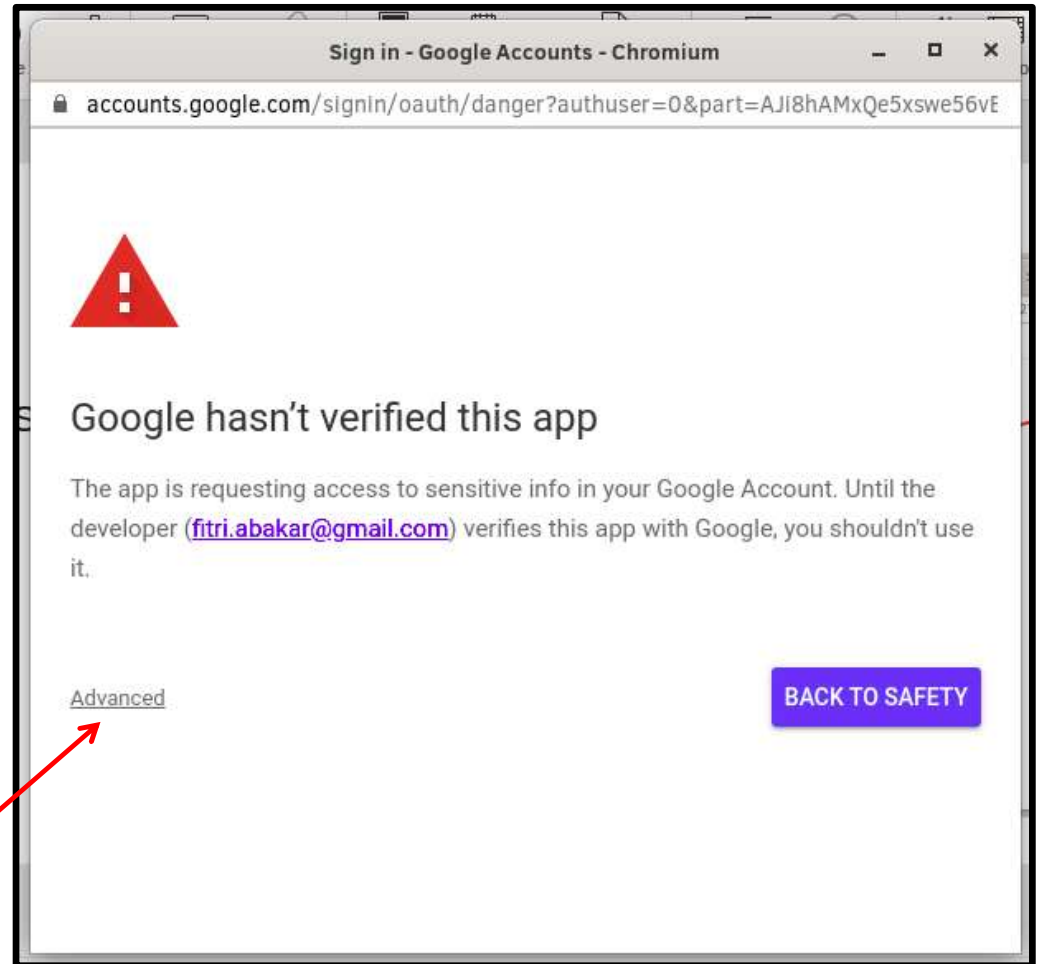 Sign in - Google Accounts - Chromium
accounts.google.com/signin/oauth/danger?authuser=0&part=AJi8hAMxQe5xswe56vE
Google hasn't verified this app
The app is requesting access to sensitive info in your Google Account. Until the
developer (fitri.abakar@gmail.com) verifies this app with Google, you shouldn't use
it.
Advanced
BACK TO SAFETY